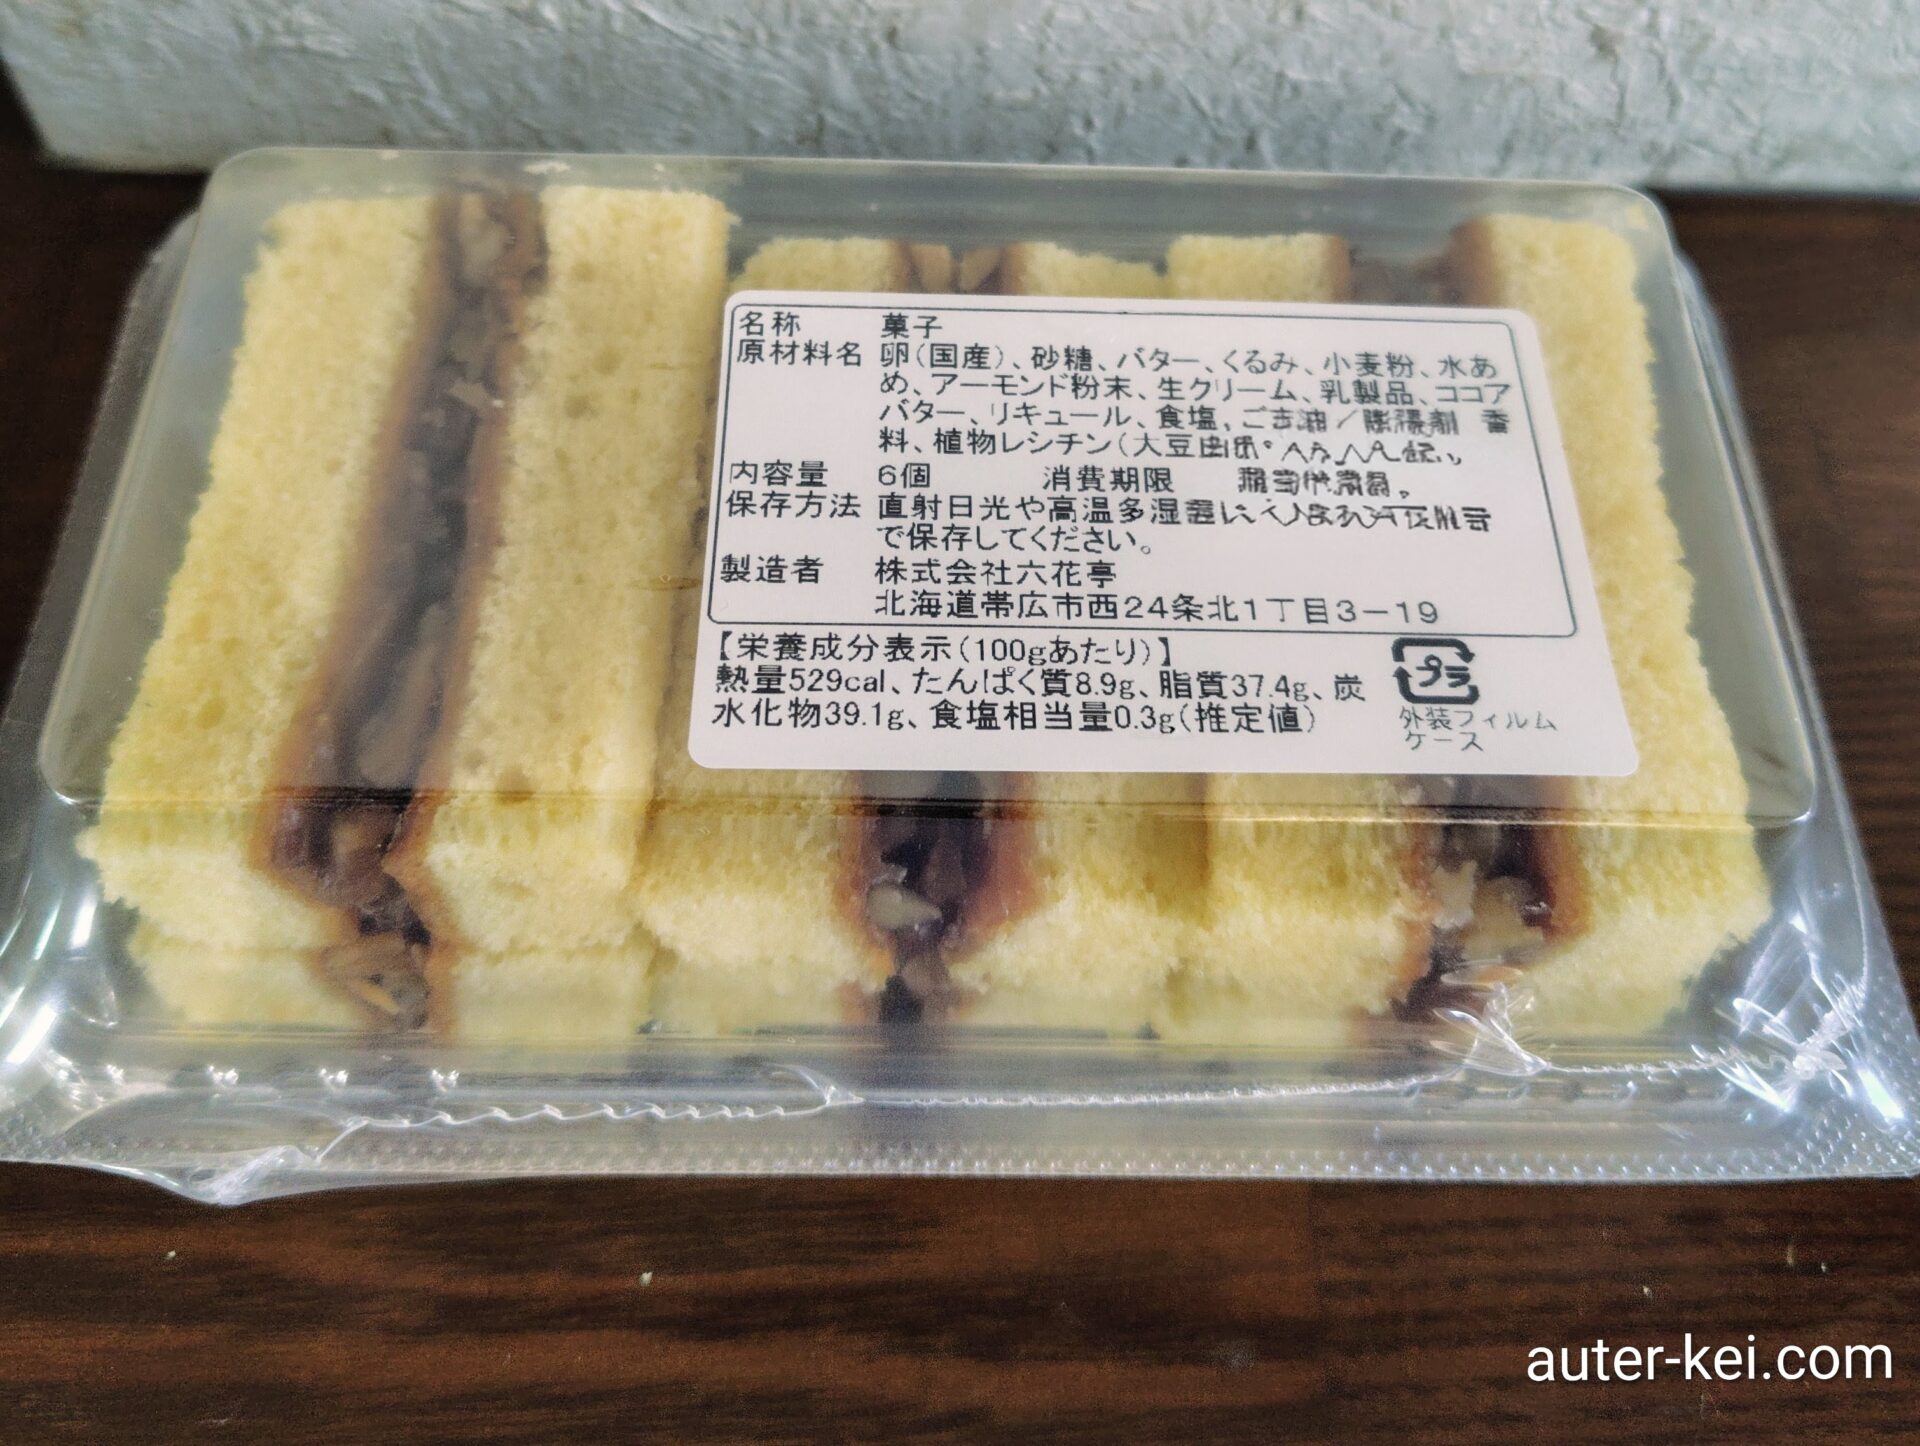 名称 菓子
原材料名 卵(国産)、砂糖、バター、くるみ、小麦粉、水あ
め、アーモンド粉末、生クリーム、乳製品、ココア
バター、リキュール、食塩、ごま油/膨張剤 香
料、植物レシチン(大豆由来
内容量 6個 消費期限
保存方法 直射日光や高温多湿
で保存してください。
製造者 株式会社六花亭
北海道帯広市西24条北1丁目3-19
【栄養成分表示(100gあたり)】
熱量529cal、たんぱく質8.9g、脂質37.4g、炭
水化物39.1g、食塩相当量0.3g(推定値)
プラ
外装フィルム
ケース
auter-kei.com